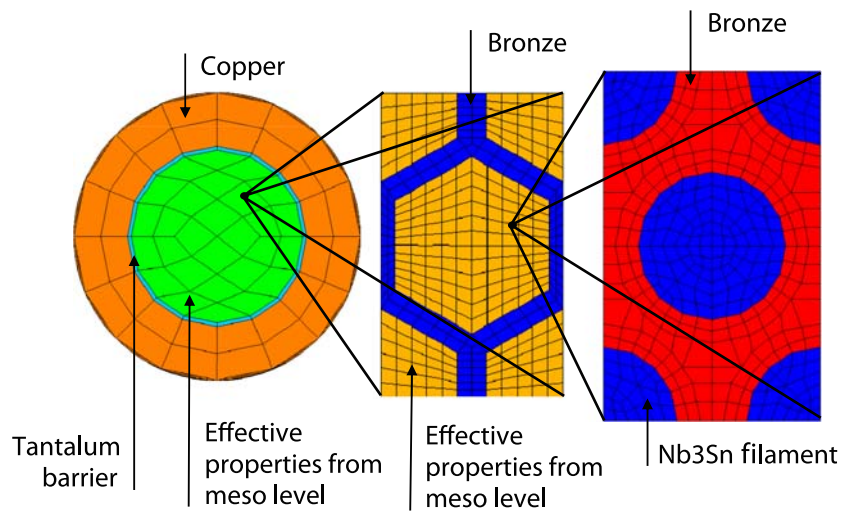 Copper
Bronze
Bronze
Tantalum
barrier
Effective
properties from
meso level
Effective
properties from
meso level
Nb3Sn filament